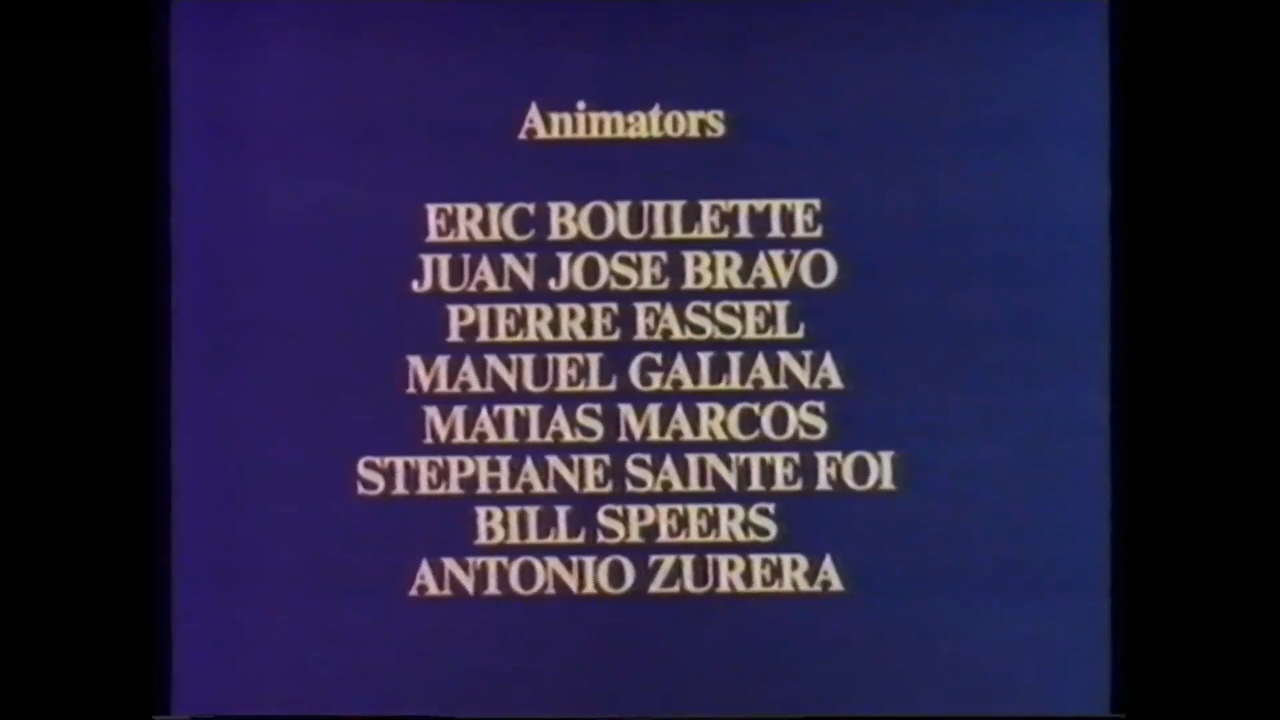 Animators
ERIC BOUILETTE
JUAN JOSE BRAVO
PIERRE FASSEL
MANUEL GALIANA
MATIAS MARCOS
STEPHANE SAINTE FOI
BILL SPEERS
ANTONIO ZURERA